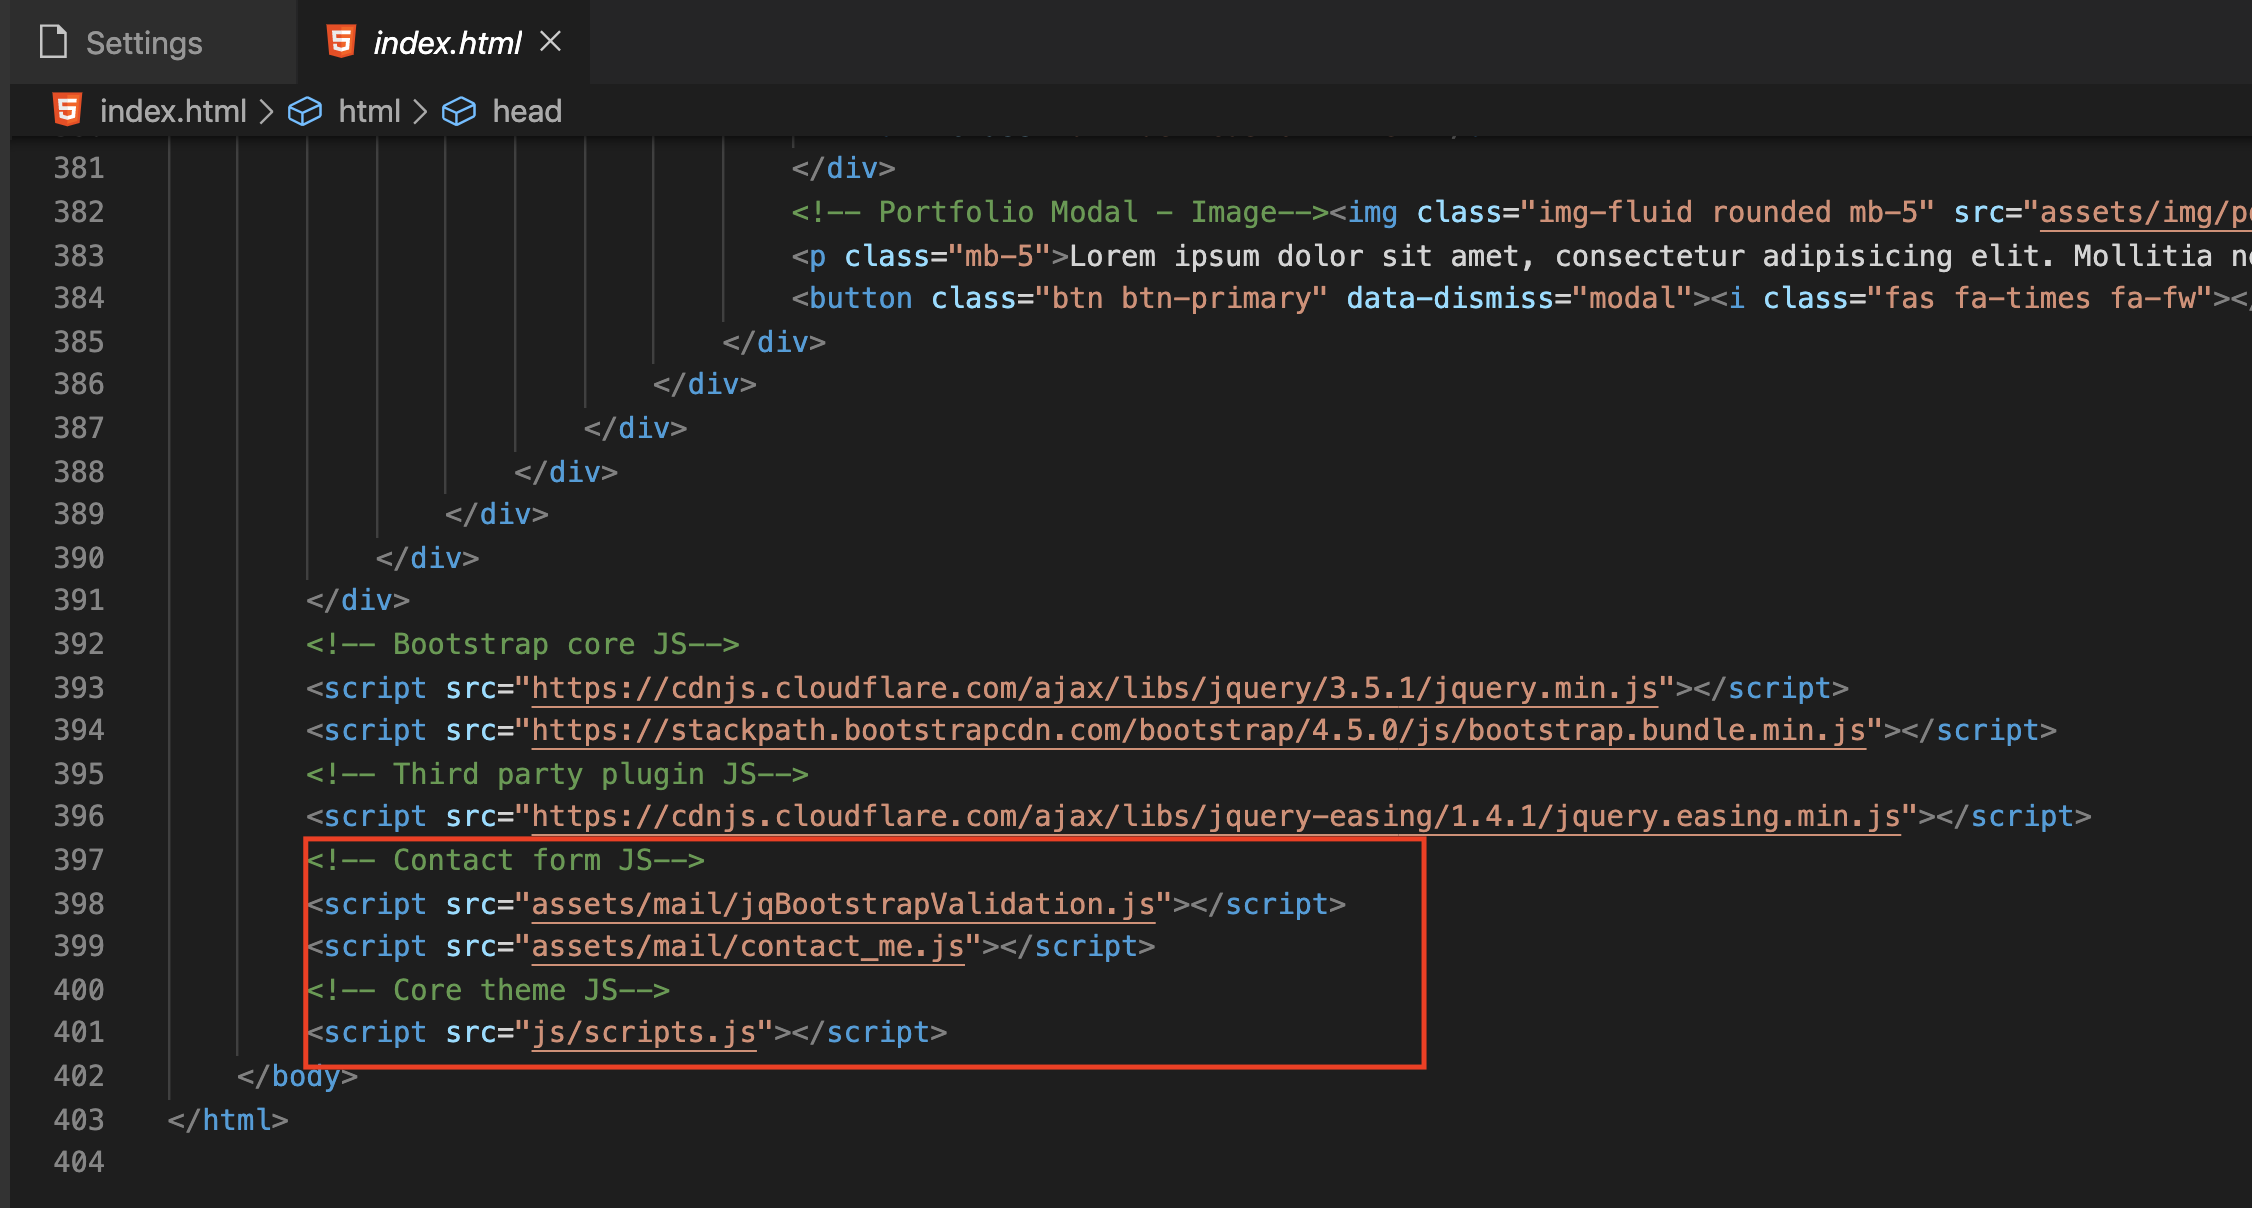 Settings
index.html
index.html > html > head
381 </div>
382 <!-- Portfolio Modal - Image--><img class="img-fluid rounded mb-5" src="assets/img/
383 <p class="mb-5">Lorem ipsum dolor sit amet, consectetur adipisicing elit. Mollitia
384 <button class="btn btn-primary" data-dismiss="modal"><i class="fas fa-times fa-fw"></
385 </div>
386 </div>
387 </div>
388 </div>
389 </div>
390 </div>
391 </div>
392 <!-- Bootstrap core JS-->
393 <script src="https://cdnjs.cloudflare.com/ajax/libs/jquery/3.5.1/jquery.min.js"></script>
394 <script src="https://stackpath.bootstrapcdn.com/bootstrap/4.5.0/js/bootstrap.bundle.min.js"></script>
395 <!-- Third party plugin JS-->
396 <script src="https://cdnjs.cloudflare.com/ajax/libs/jquery-easing/1.4.1/jquery.easing.min.js"></script>
397 <!-- Contact form JS-->
398 <script src="assets/mail/jqBootstrapValidation.js"></script>
399 <script src="assets/mail/contact_me.js"></script>
400 <!-- Core theme JS-->
401 <script src="js/scripts.js"></script>
402 </body>
403 </html>
404